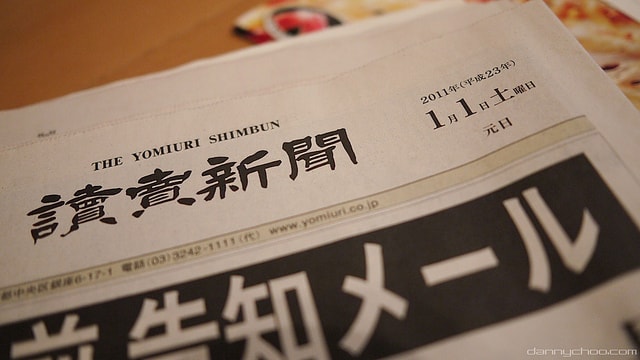 THE YOMIURI SHIMBUN
讀賣新聞
2011年(平成23年)
1月1日土曜日
元日
都中央区銀座6-17-1 電話(03)3242-1111(代) www.yomiuri.co.jp
前告知メール
dannychoo.com